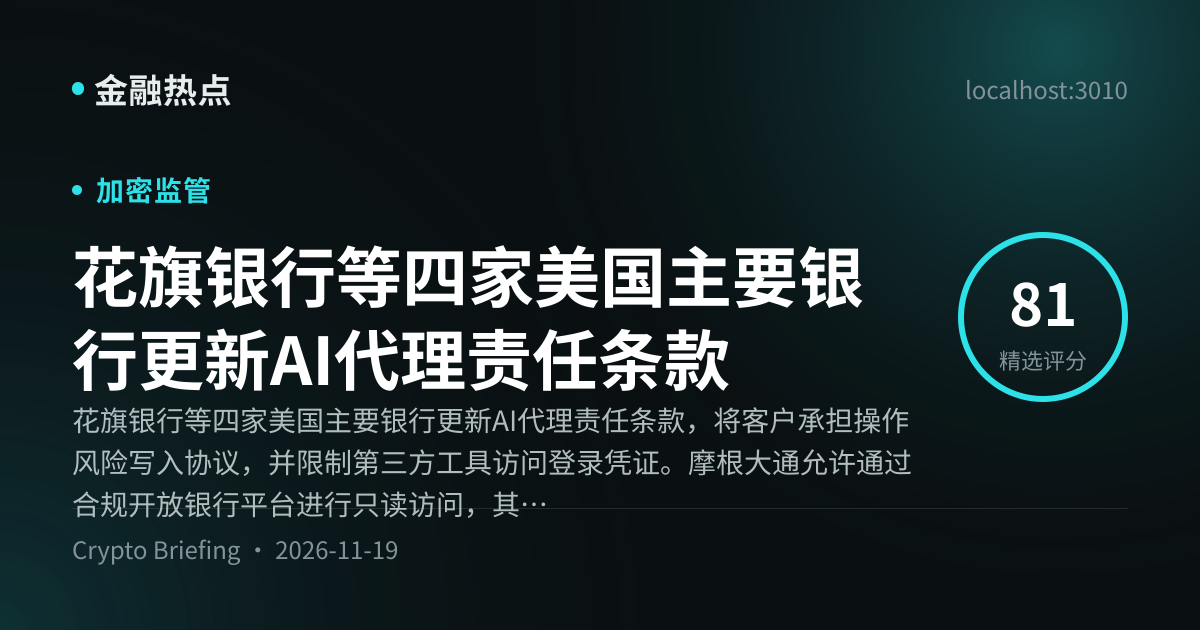 金融热点
localhost:3010
加密监管
花旗银行等四家美国主要银
行更新AI代理责任条款
81
精选评分
花旗银行等四家美国主要银行更新AI代理责任条款，将客户承担操作
风险写入协议，并限制第三方工具访问登录凭证。摩根大通允许通过
合规开放银行平台进行只读访问，其…
Crypto Briefing • 2026-11-19